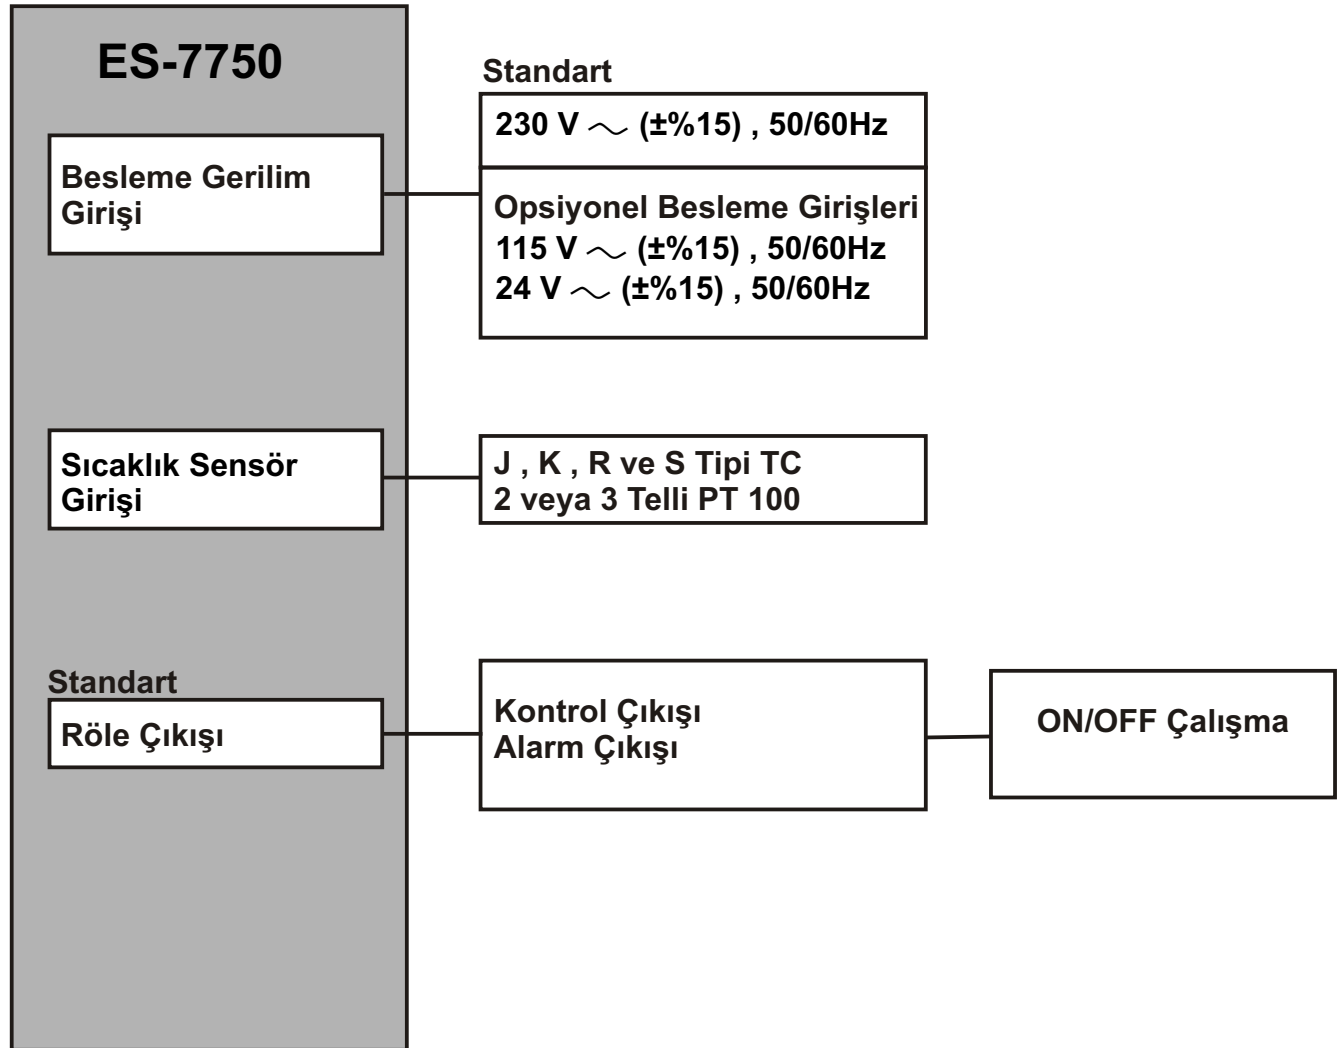 ES-7750
Standart
230 V ~ (±%15) , 50/60Hz
Besleme Gerilim
Girişi
Opsiyonel Besleme Girişleri
115 V ~ (±%15) , 50/60Hz
24 V ~ (±%15) , 50/60Hz
Sıcaklık Sensör
Girişi
J , K , R ve S Tipi TC
2 veya 3 Telli PT 100
Standart
Röle Çıkışı
Kontrol Çıkışı
Alarm Çıkışı
ON/OFF Çalışma